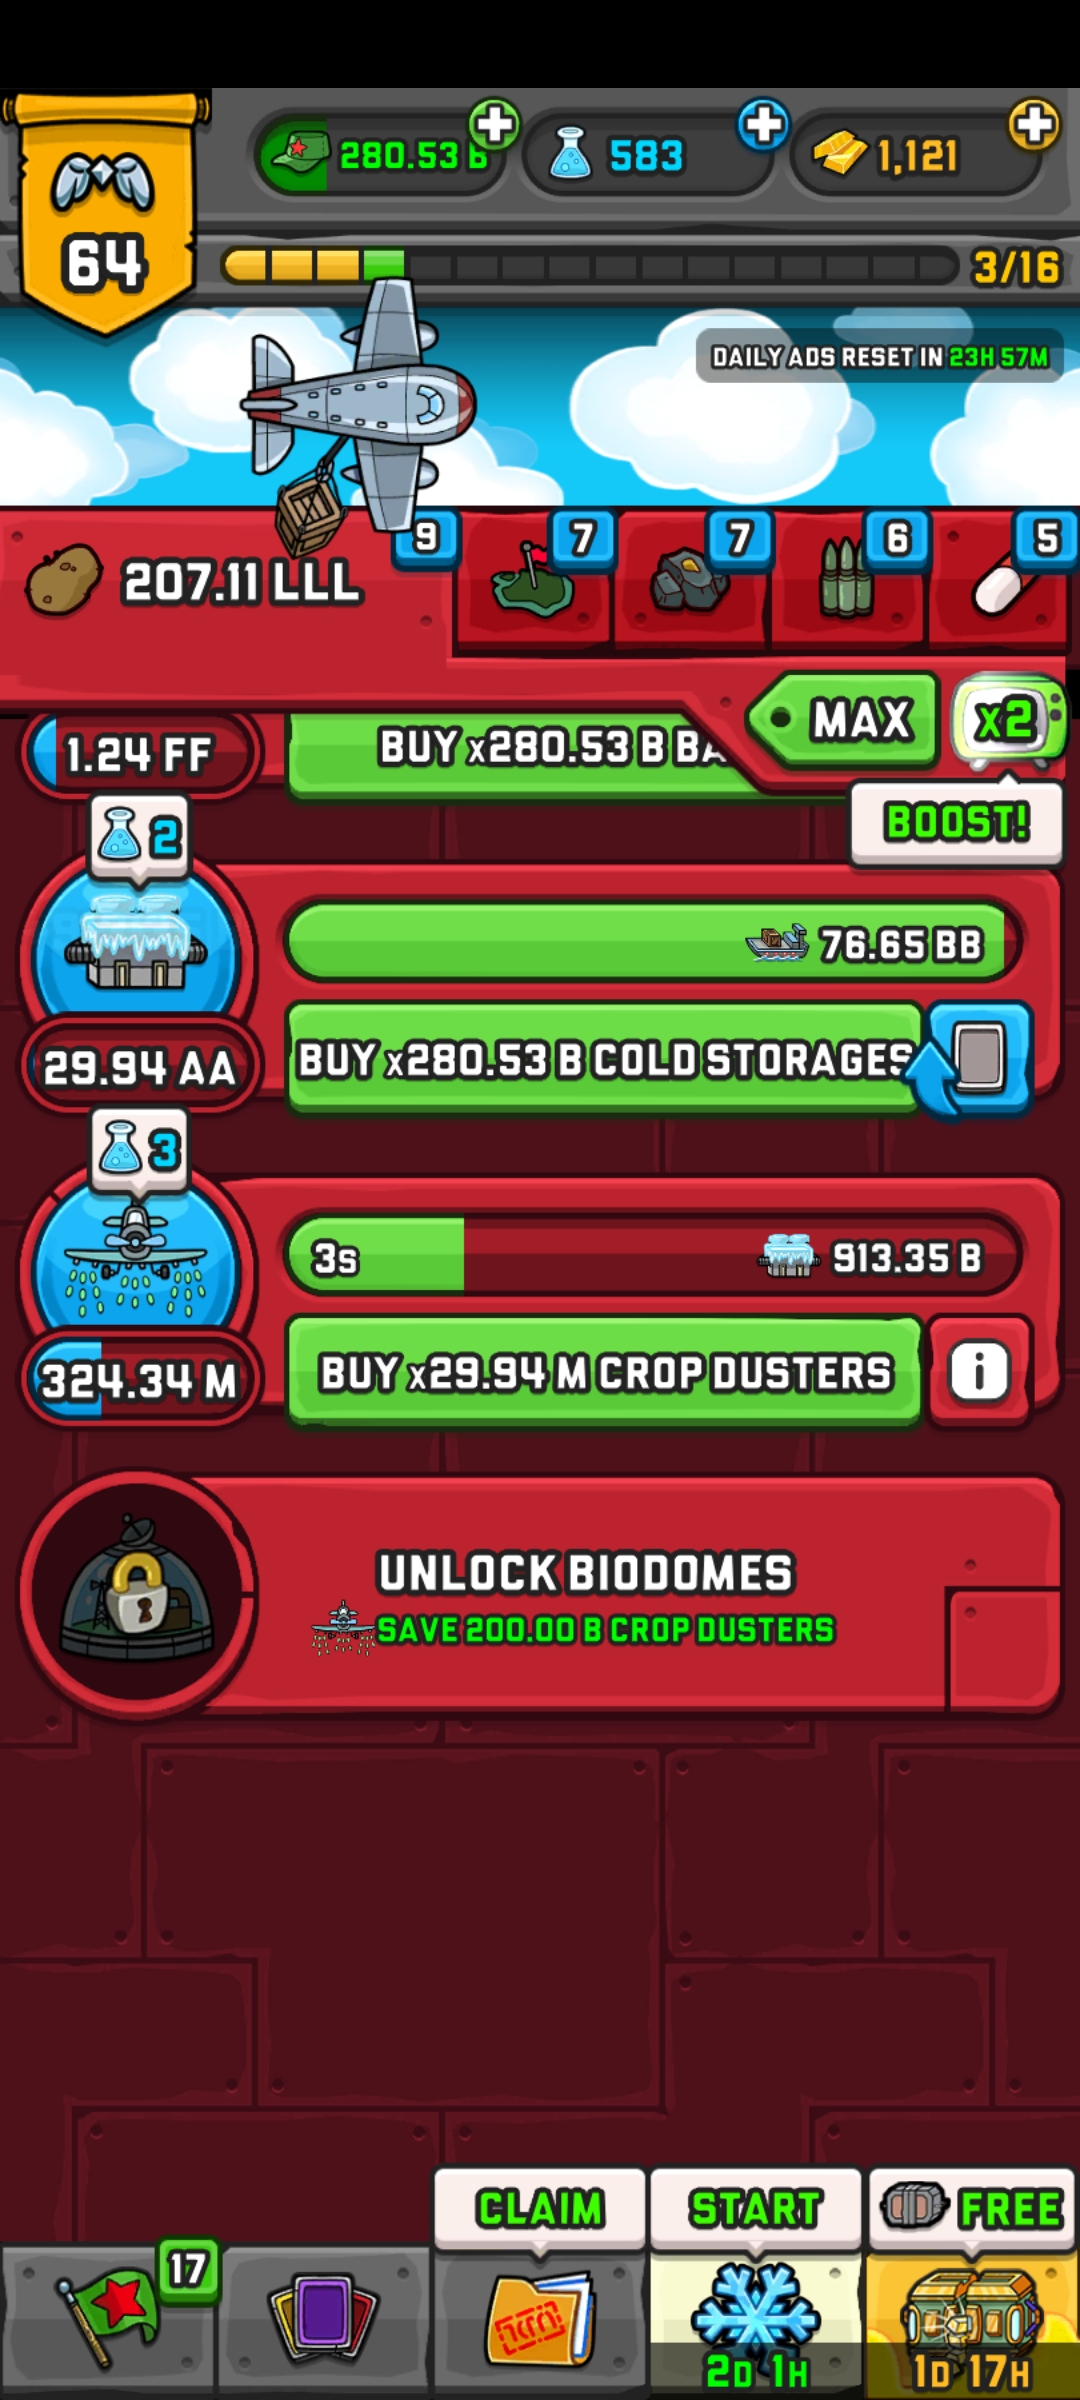 280.53 B
583
1,121
64
3/16
DAILY ADS RESET IN 23H 57M
9
7
7
6
5
207.11 LLL
MAX
x2
1.24 FF
BUY x280.53 B BA
BOOST!
2
76.65 BB
29.94 AA
BUY x280.53 B COLD STORAGES
3
3s
913.35 B
324.34 M
BUY x29.94 M CROP DUSTERS
i
UNLOCK BIODOMES
SAVE 200.00 B CROP DUSTERS
CLAIM
START
FREE
17
2D 1H
1D 17H